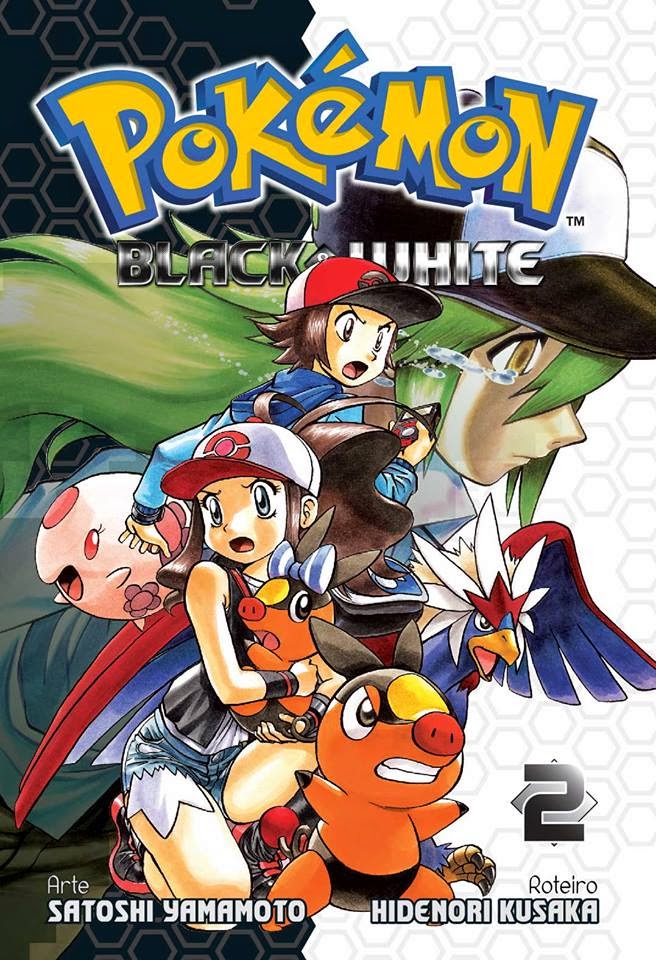 POKéMON
TM
BLACK & WHITE
2
Arte
SATOSHI YAMAMOTO
Roteiro
HIDENORI KUSAKA